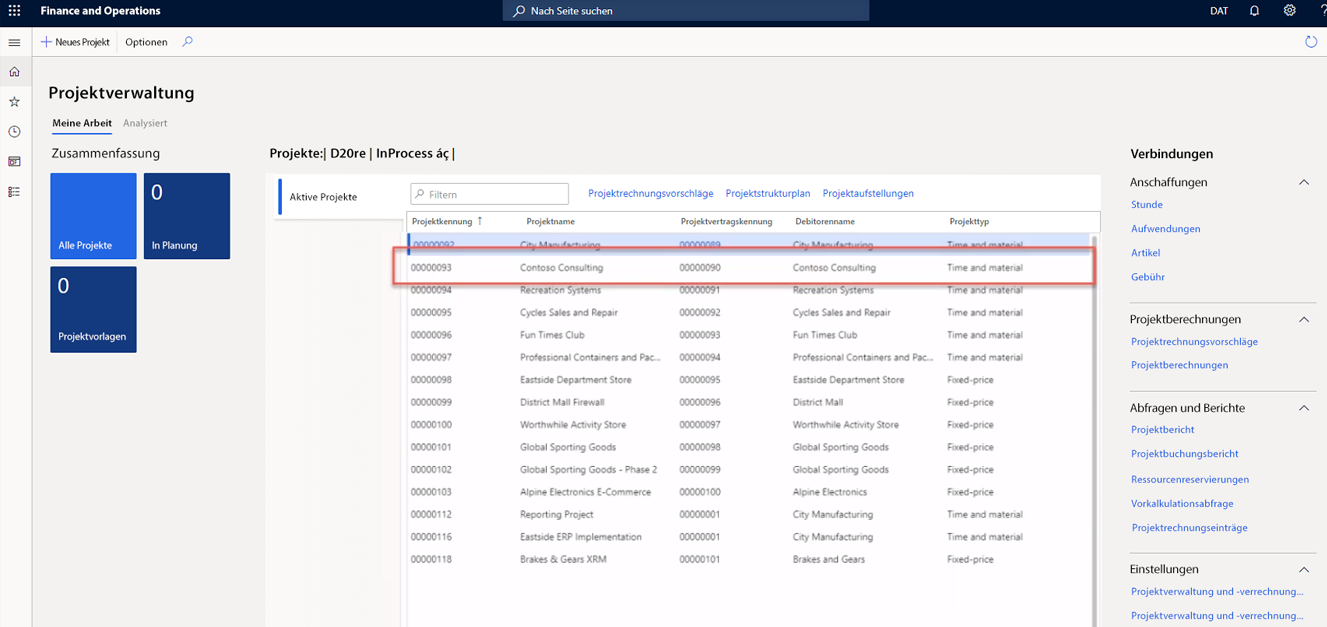 Finance and Operations
Nach Seite suchen
DAT
?
Neues Projekt
Optionen
Projektverwaltung
Meine Arbeit Analysiert
Zusammenfassung
Alle Projekte
0
In Planung
0
Projektvorlagen
Projekte:| D20re | InProcess áç |
Aktive Projekte
Filtern
Projektrechnungsvorschläge Projektstrukturplan Projektaufstellungen
Projektkennung ↑ Projektname Projektvertragskennung Debitorenname Projekttyp
00000092 City Manufacturing 00000089 City Manufacturing Time and material
00000093 Contoso Consulting 00000090 Contoso Consulting Time and material
00000094 Recreation Systems 00000091 Recreation Systems Time and material
00000095 Cycles Sales and Repair 00000092 Cycles Sales and Repair Time and material
00000096 Fun Times Club 00000093 Fun Times Club Time and material
00000097 Professional Containers and Pac... 00000094 Professional Containers and Pac... Time and material
00000098 Eastside Department Store 00000095 Eastside Department Store Fixed-price
00000099 District Mall Firewall 00000096 District Mall Fixed-price
00000100 Worthwhile Activity Store 00000097 Worthwhile Activity Store Fixed-price
00000101 Global Sporting Goods 00000098 Global Sporting Goods Fixed-price
00000102 Global Sporting Goods - Phase 2 00000099 Global Sporting Goods Fixed-price
00000103 Alpine Electronics E-Commerce 00000100 Alpine Electronics Fixed-price
00000112 Reporting Project 00000001 City Manufacturing Time and material
00000116 Eastside ERP Implementation 00000001 City Manufacturing Time and material
00000118 Brakes & Gears XRM 00000101 Brakes and Gears Fixed-price
Verbindungen
Anschaffungen
Stunde
Aufwendungen
Artikel
Gebühr
Projektberechnungen
Projektrechnungsvorschläge
Projektberechnungen
Abfragen und Berichte
Projektbericht
Projektbuchungsbericht
Ressourcenreservierungen
Vorkalkulationsabfrage
Projektrechnungseinträge
Einstellungen
Projektverwaltung und -verrechnung...
Projektverwaltung und -verrechnung...